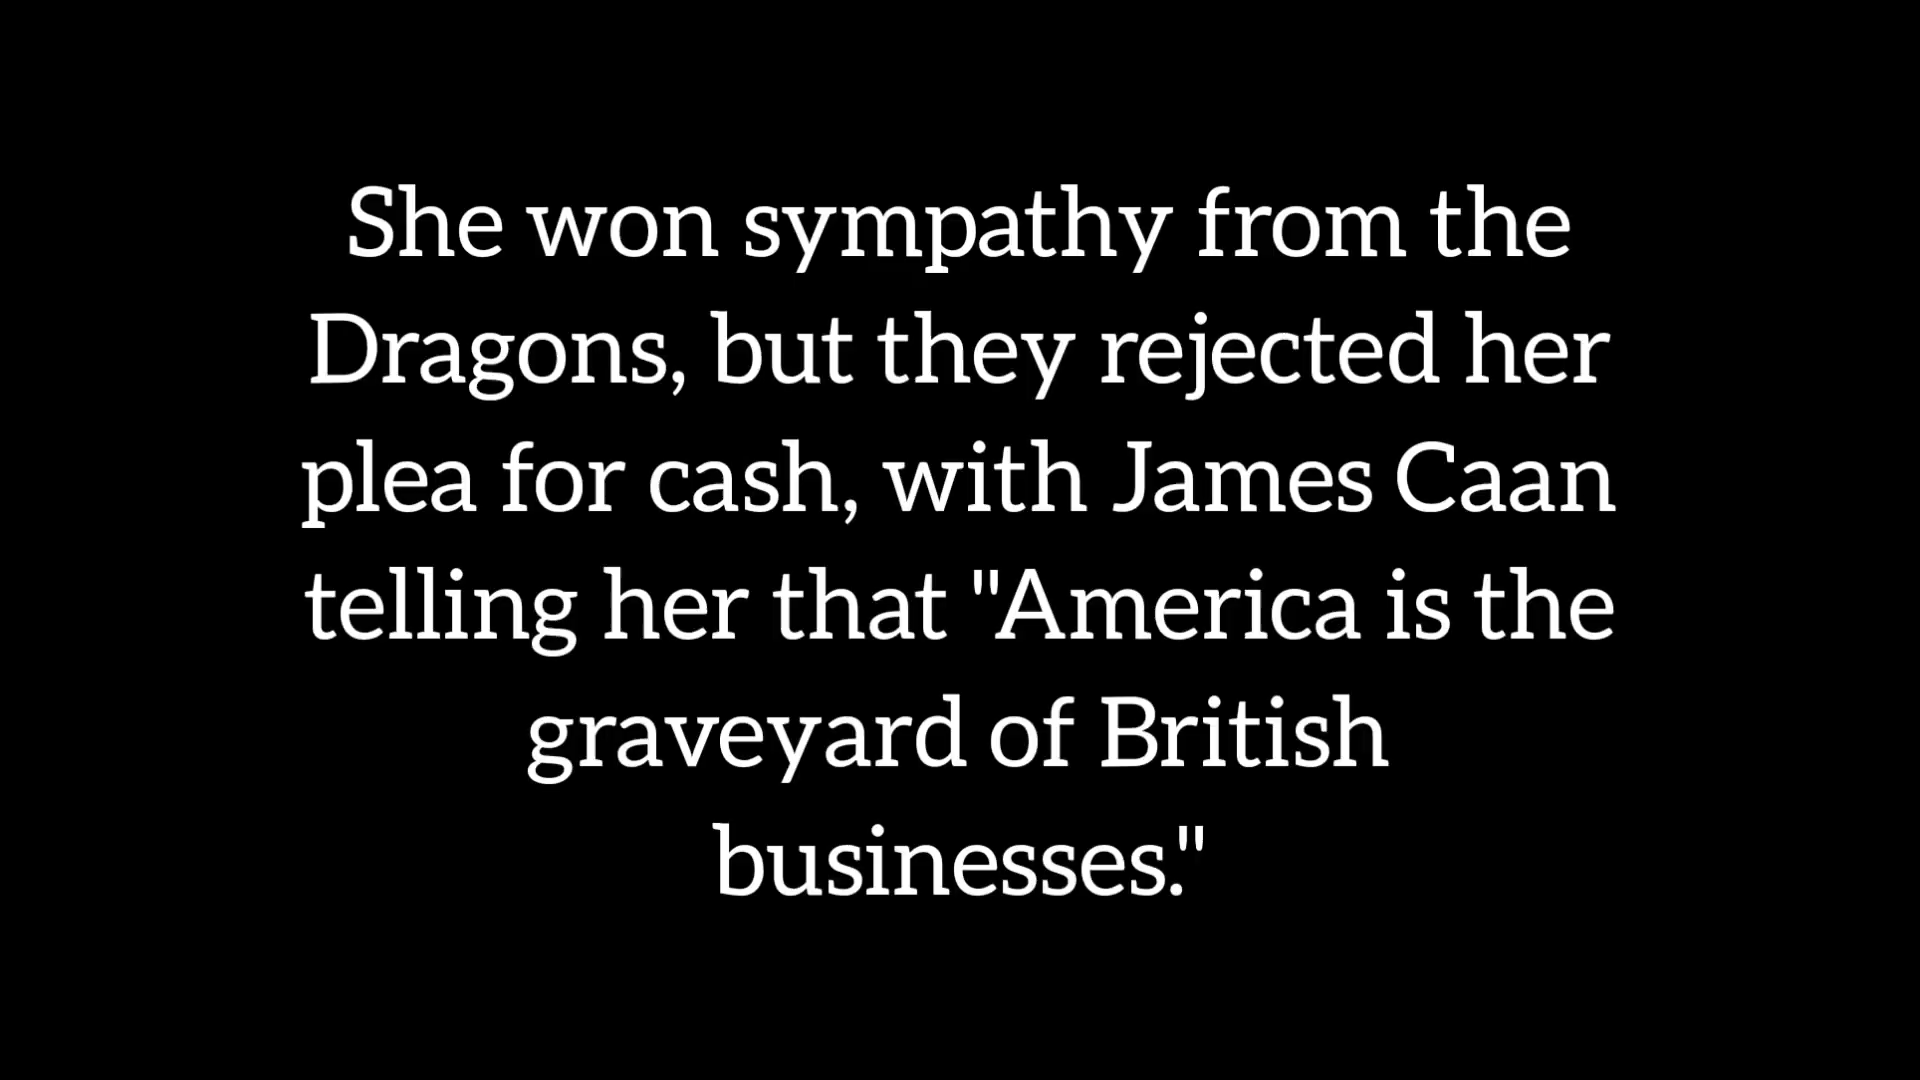 She won sympathy from the
Dragons, but they rejected her
plea for cash, with James Caan
telling her that "America is the
graveyard of British
businesses."